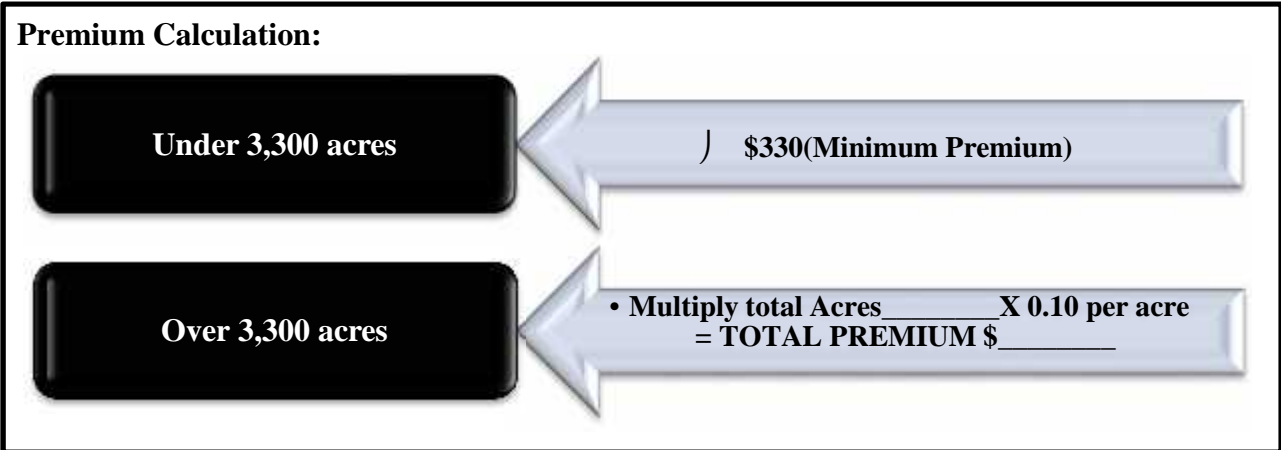 Premium Calculation:
Under 3,300 acres
) $330(Minimum Premium)
Over 3,300 acres
• Multiply total Acres________X 0.10 per acre
= TOTAL PREMIUM $________